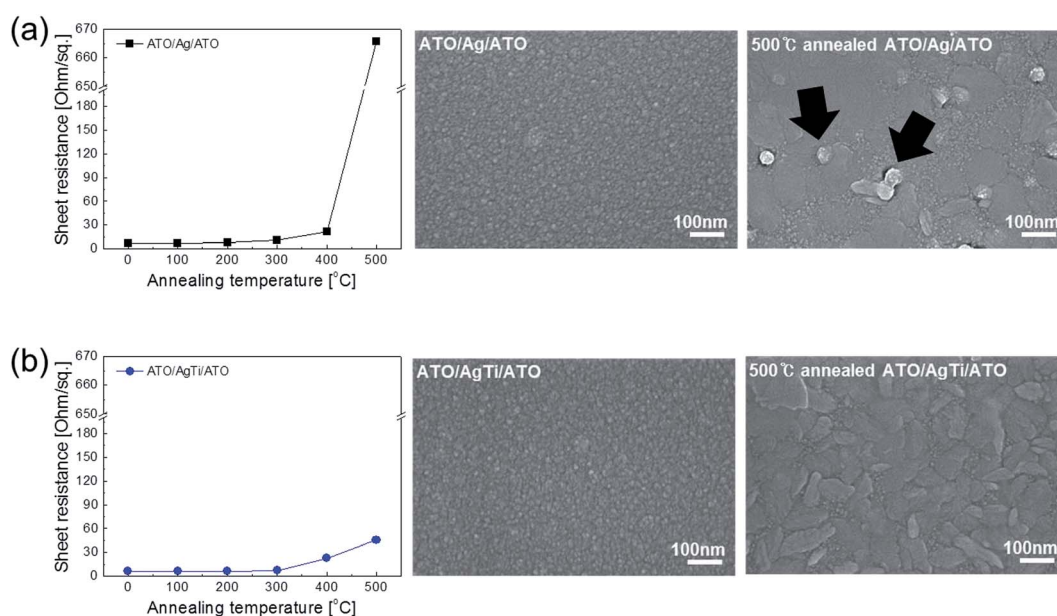 (a)
ATO/Ag/ATO
Sheet resistance [Ohm/sq.]
670
660
650
180
150
120
90
60
30
0
0 100 200 300 400 500
Annealing temperature [°C]
ATO/Ag/ATO
100nm
500℃ annealed ATO/Ag/ATO
100nm
(b)
ATO/AgTi/ATO
Sheet resistance [Ohm/sq.]
670
660
650
180
150
120
90
60
30
0
0 100 200 300 400 500
Annealing temperature [°C]
ATO/AgTi/ATO
100nm
500℃ annealed ATO/AgTi/ATO
100nm